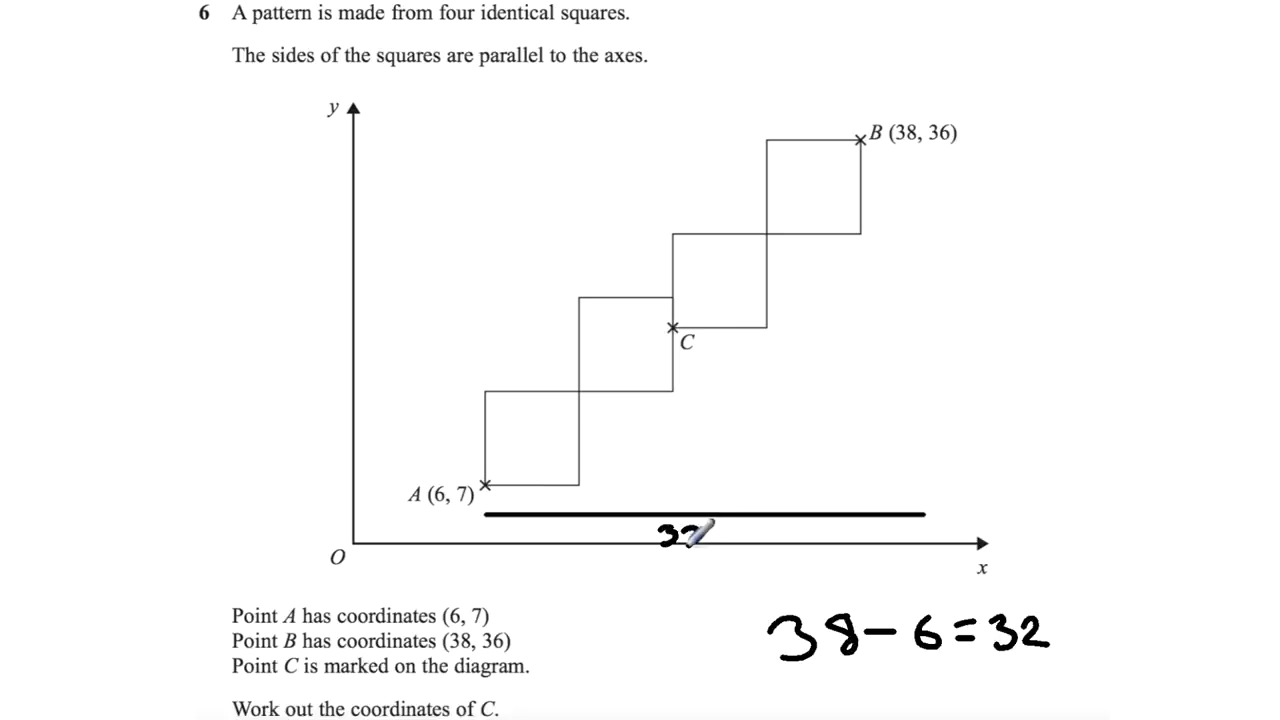 6 A pattern is made from four identical squares.
The sides of the squares are parallel to the axes.
y
B (38, 36)
C
A (6, 7)
O
x
Point A has coordinates (6, 7)
Point B has coordinates (38, 36)
Point C is marked on the diagram.
38-6=32
Work out the coordinates of C.